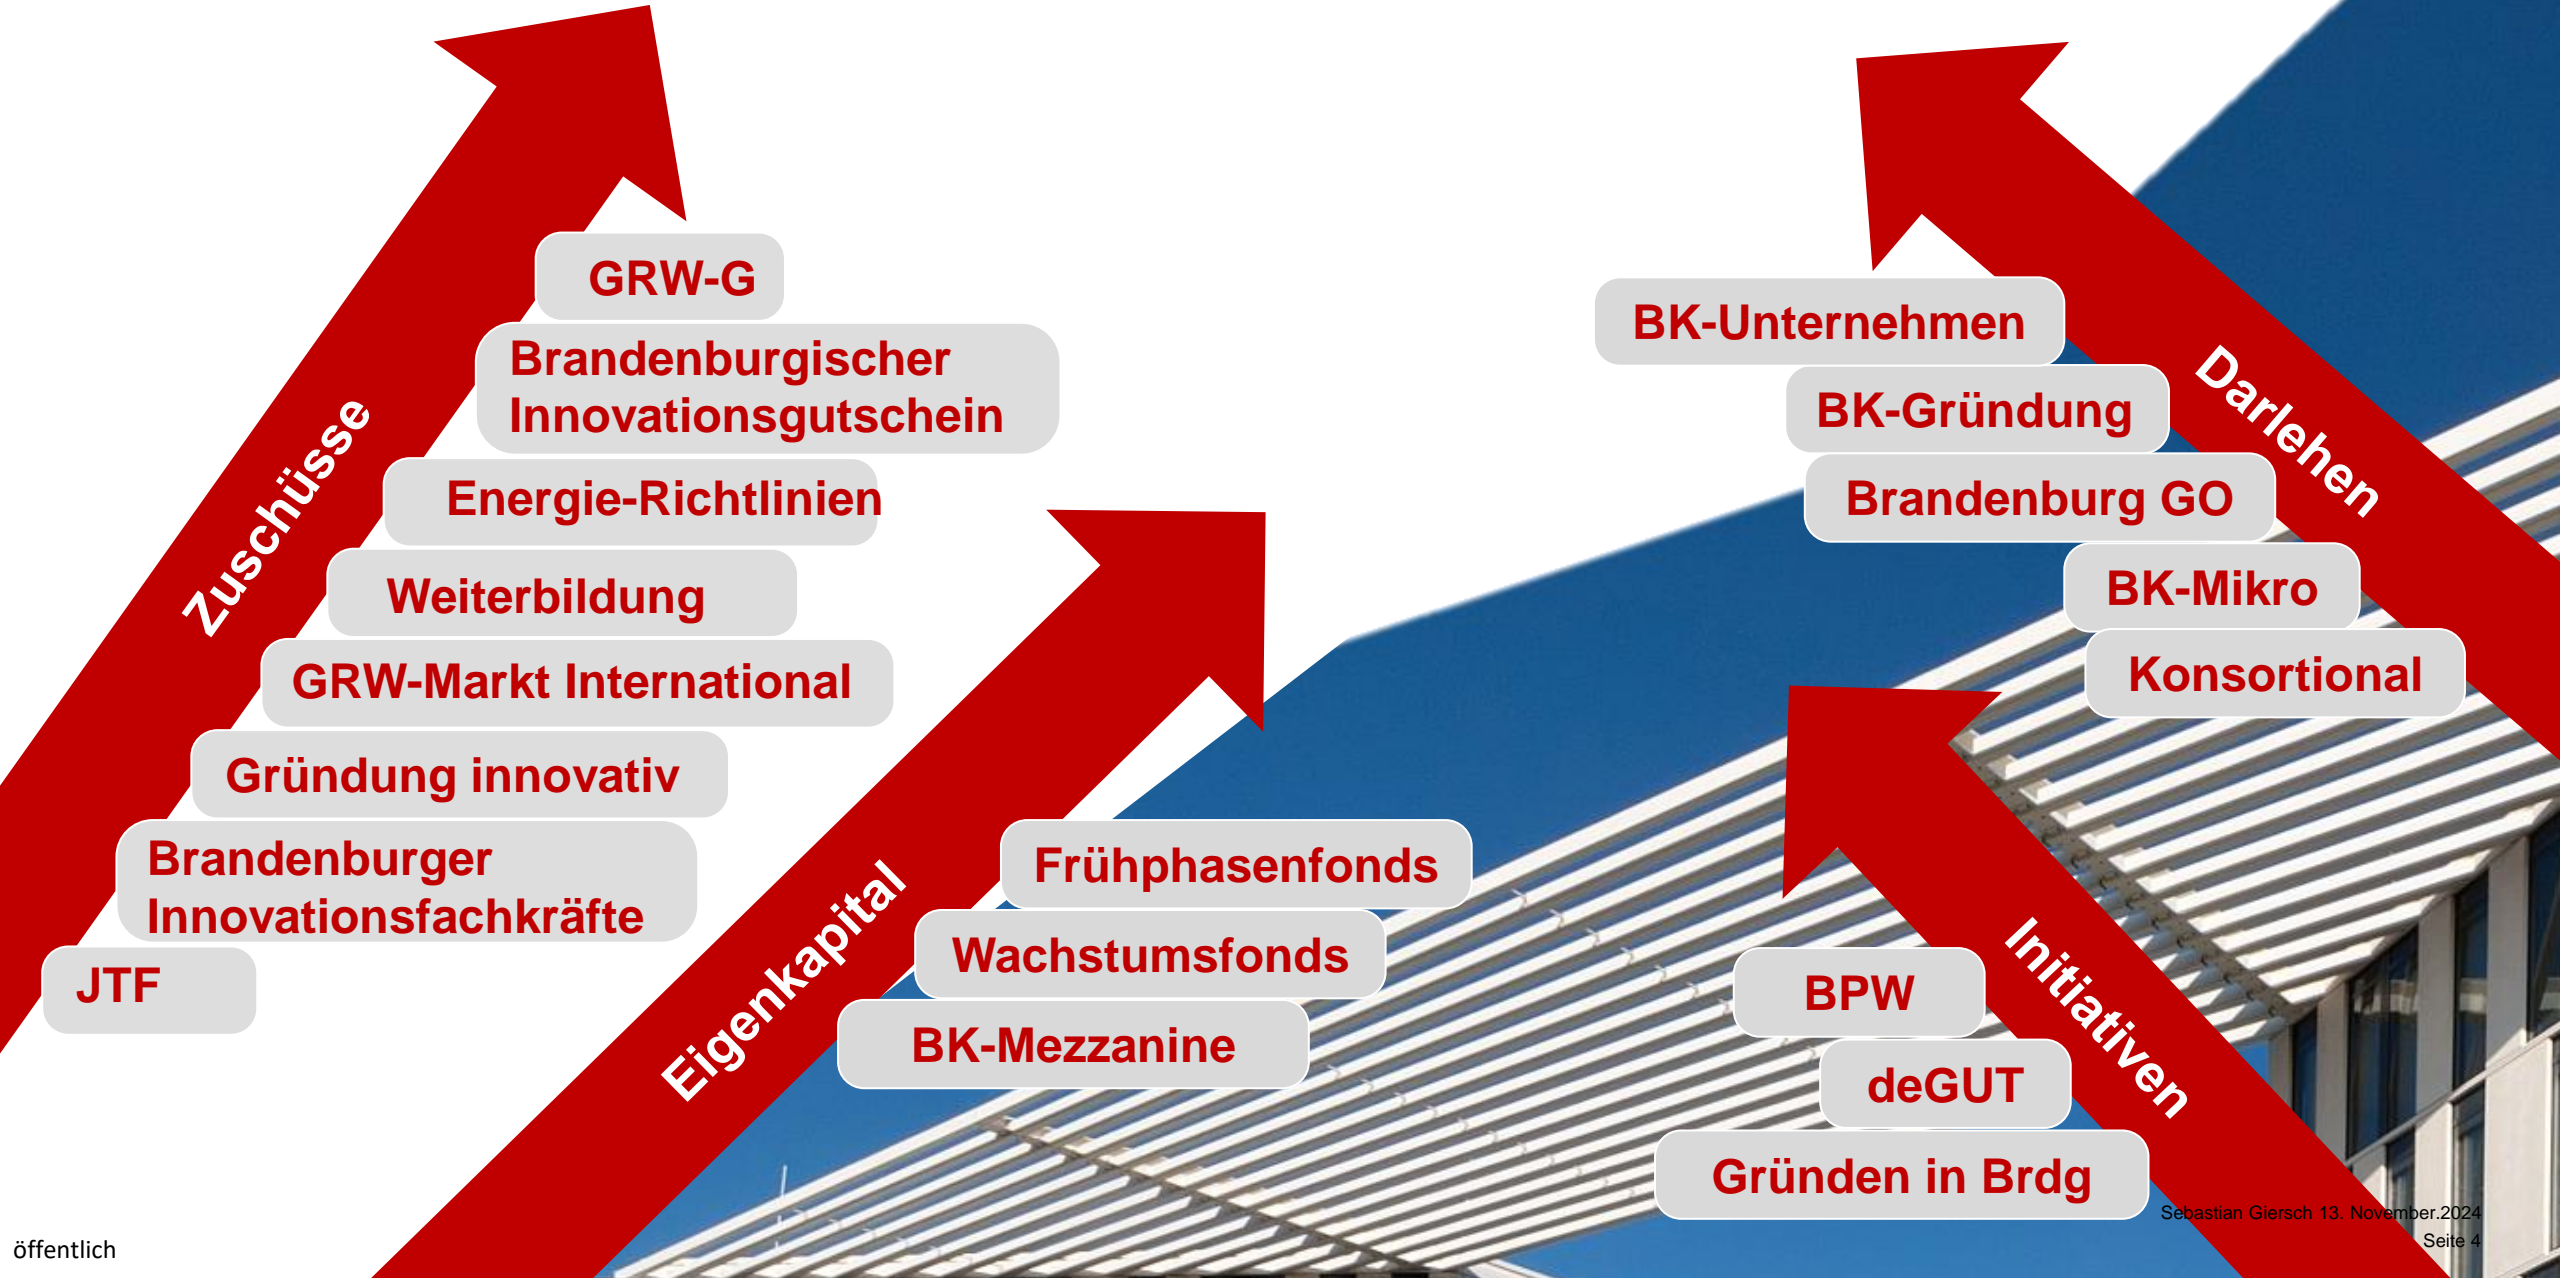 Zuschüsse
GRW-G
Brandenburgischer
Innovationsgutschein
Energie-Richtlinien
Weiterbildung
GRW-Markt International
Gründung innovativ
Brandenburger
Innovationsfachkräfte
JTF
Eigenkapital
Frühphasenfonds
Wachstumsfonds
BK-Mezzanine
Darlehen
BK-Unternehmen
BK-Gründung
Brandenburg GO
BK-Mikro
Konsortional
Initiativen
BPW
deGUT
Gründen in Brdg
Sebastian Giersch 13. November.2024
Seite 4
öffentlich